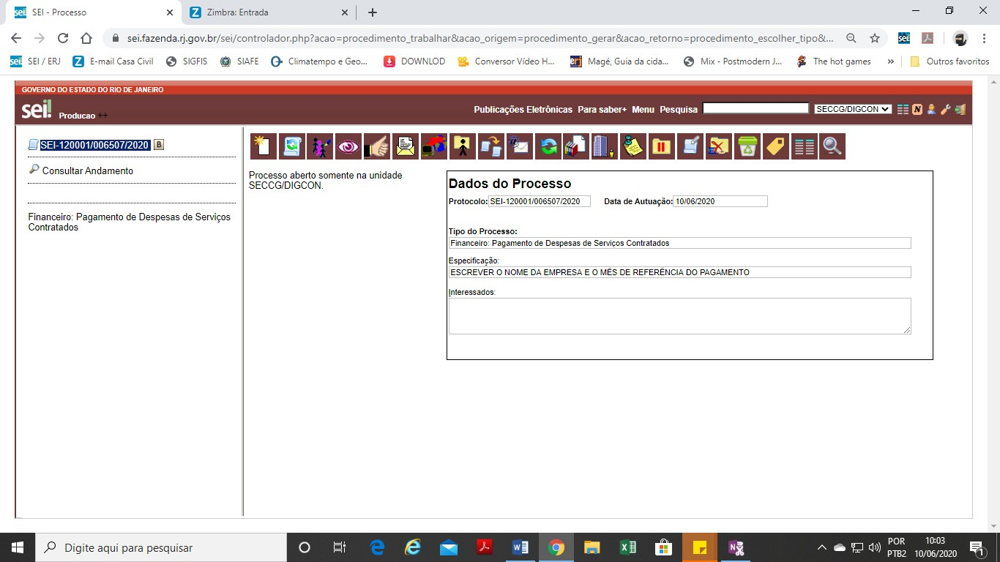 SEI - Processo
Zimbra: Entrada
sei.fazenda.rj.gov.br/sei/controlador.php?acao=procedimento_trabalhar&acao_origem=procedimento_gerar&acao_retorno=procedimento_escolher_tipo&...
SEI / ERJ
E-mail Casa Civil
SIGFIS
SIAFE
Climatempo e Geo...
DOWNLOD
Conversor Vídeo H...
Magé, Guia da cida...
Mix - Postmodern J...
The hot games
»
Outros favoritos
GOVERNO DO ESTADO DO RIO DE JANEIRO
sei! Producao ++
Publicações Eletrônicas Para saber+ Menu Pesquisa
SECCG/DIGCON
SEI-120001/006507/2020 B
Consultar Andamento
Financeiro: Pagamento de Despesas de Serviços
Contratados
Processo aberto somente na unidade
SECCG/DIGCON.
Dados do Processo
Protocolo: SEI-120001/006507/2020 Data de Autuação: 10/06/2020
Tipo do Processo:
Financeiro: Pagamento de Despesas de Serviços Contratados
Especificação:
ESCREVER O NOME DA EMPRESA E O MÊS DE REFERÊNCIA DO PAGAMENTO
Interessados:
Digite aqui para pesquisar
POR
PTB2
10:03
10/06/2020
1